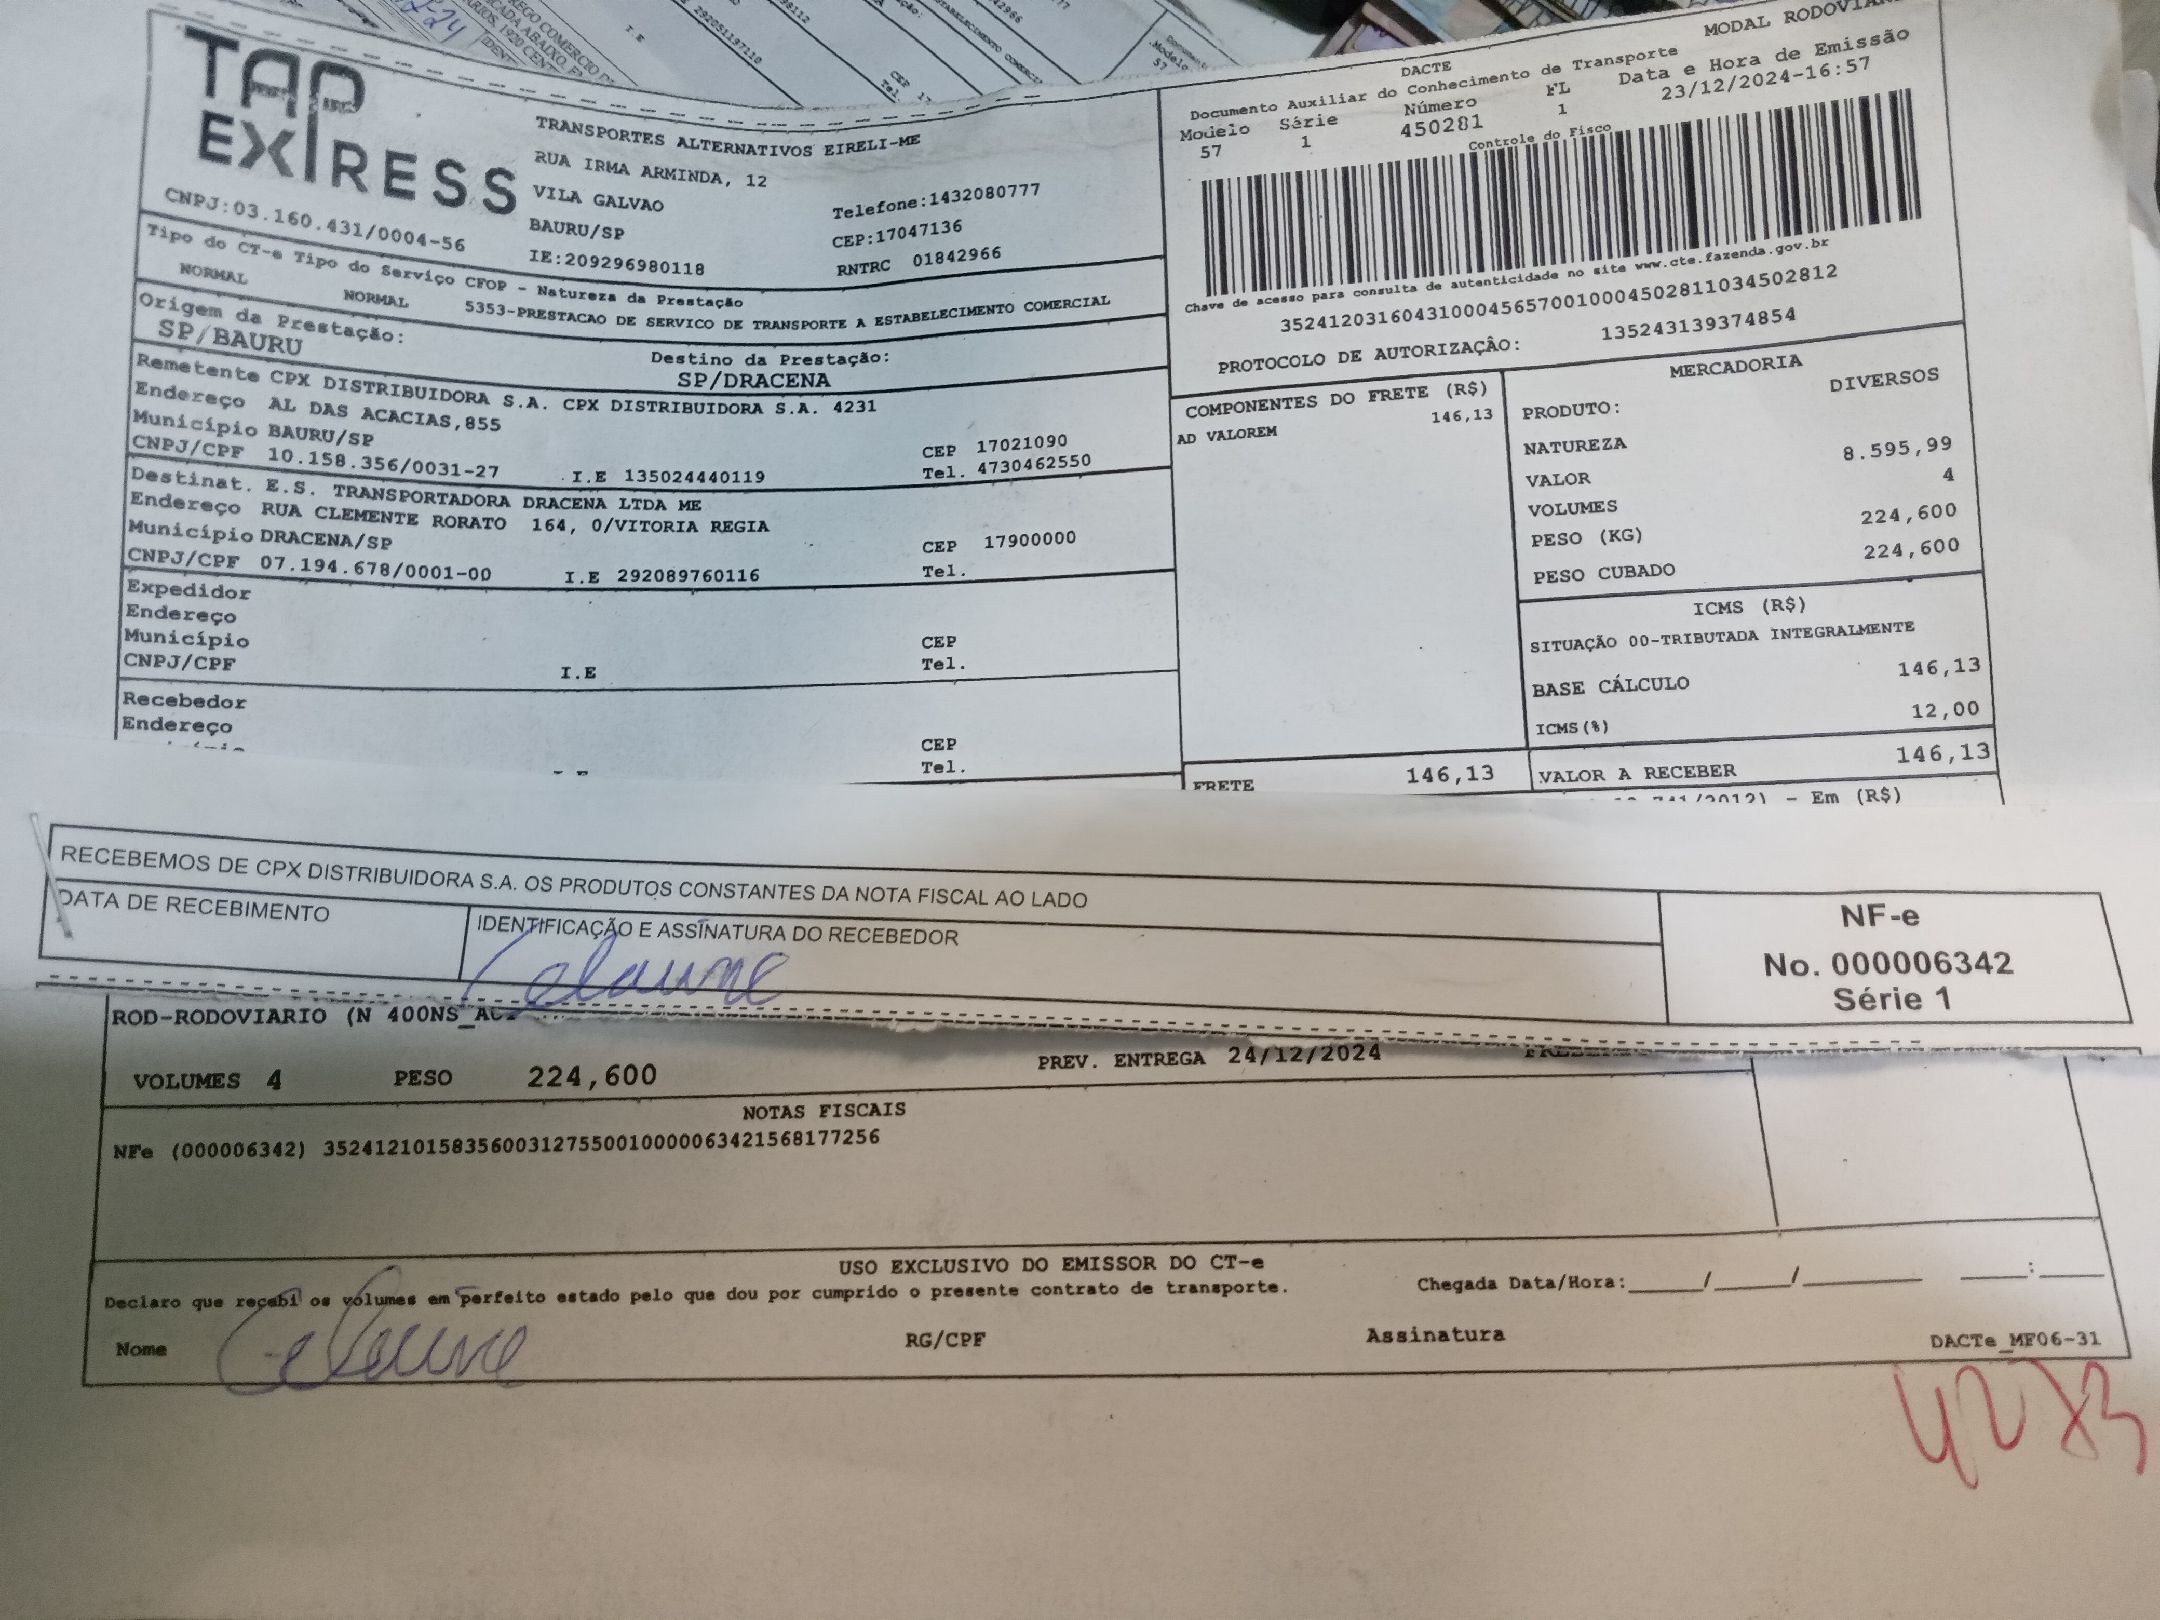 TAP
EXPRESS
CNPJ:03.160.431/0004-56
TRANSPORTES ALTERNATIVOS EIRELI-ME
RUA IRMA ARMINDA, 12
VILA GALVAO
BAURU/SP
IE:209296980118
Telefone:1432080777
CEP:17047136
RNTRC 01842966
Tipo do CT-e Tipo do Serviço CFOP - Natureza da Prestação
NORMAL NORMAL 5353-PRESTACAO DE SERVICO DE TRANSPORTE A ESTABELECIMENTO COMERCIAL
Origem da Prestação:
SP/BAURU
Destino da Prestação:
SP/DRACENA
Remetente CPX DISTRIBUIDORA S.A. CPX DISTRIBUIDORA S.A. 4231
Endereço AL DAS ACACIAS,855
Município BAURU/SP CEP 17021090
CNPJ/CPF 10.158.356/0031-27 I.E 135024440119 Tel. 4730462550
Destinat. E.S. TRANSPORTADORA DRACENA LTDA ME
Endereço RUA CLEMENTE RORATO 164, 0/VITORIA REGIA
Município DRACENA/SP CEP 17900000
CNPJ/CPF 07.194.678/0001-00 I.E 292089760116 Tel.
Expedidor
Endereço
Município CEP
CNPJ/CPF I.E Tel.
Recebedor
Endereço
CEP
Tel.
DACTE MODAL
Documento Auxiliar do Conhecimento de Transporte
Modelo Série Número FL Data e Hora de Emissão
57 1 450281 1 23/12/2024-16:57
Controle do Fisco
Chave de acesso para consulta de autenticidade no site www.cte.fazenda.gov.br
35241203160431000456570010004502811034502812
PROTOCOLO DE AUTORIZAÇÃO: 135243139374854
COMPONENTES DO FRETE (R$)
AD VALOREM 146,13
MERCADORIA
PRODUTO: DIVERSOS
NATUREZA
VALOR 8.595,99
VOLUMES 4
PESO (KG) 224,600
PESO CUBADO 224,600
ICMS (R$)
SITUAÇÃO 00-TRIBUTADA INTEGRALMENTE
BASE CÁLCULO 146,13
ICMS(%) 12,00
FRETE 146,13 VALOR A RECEBER 146,13
741/2012) - Em (R$)
RECEBEMOS DE CPX DISTRIBUIDORA S.A. OS PRODUTOS CONSTANTES DA NOTA FISCAL AO LADO
DATA DE RECEBIMENTO IDENTIFICAÇÃO E ASSINATURA DO RECEBEDOR
NF-e
No. 000006342
Série 1
ROD-RODOVIARIO (N 400NS
VOLUMES 4 PESO 224,600 PREV. ENTREGA 24/12/2024
NOTAS FISCAIS
NFe (000006342) 35241210158356003127550010000063421568177256
USO EXCLUSIVO DO EMISSOR DO CT-e
Declaro que recebi os volumes em perfeito estado pelo que dou por cumprido o presente contrato de transporte. Chegada Data/Hora:____/____/______ ____:____
Nome RG/CPF Assinatura DACTe_MF06-31